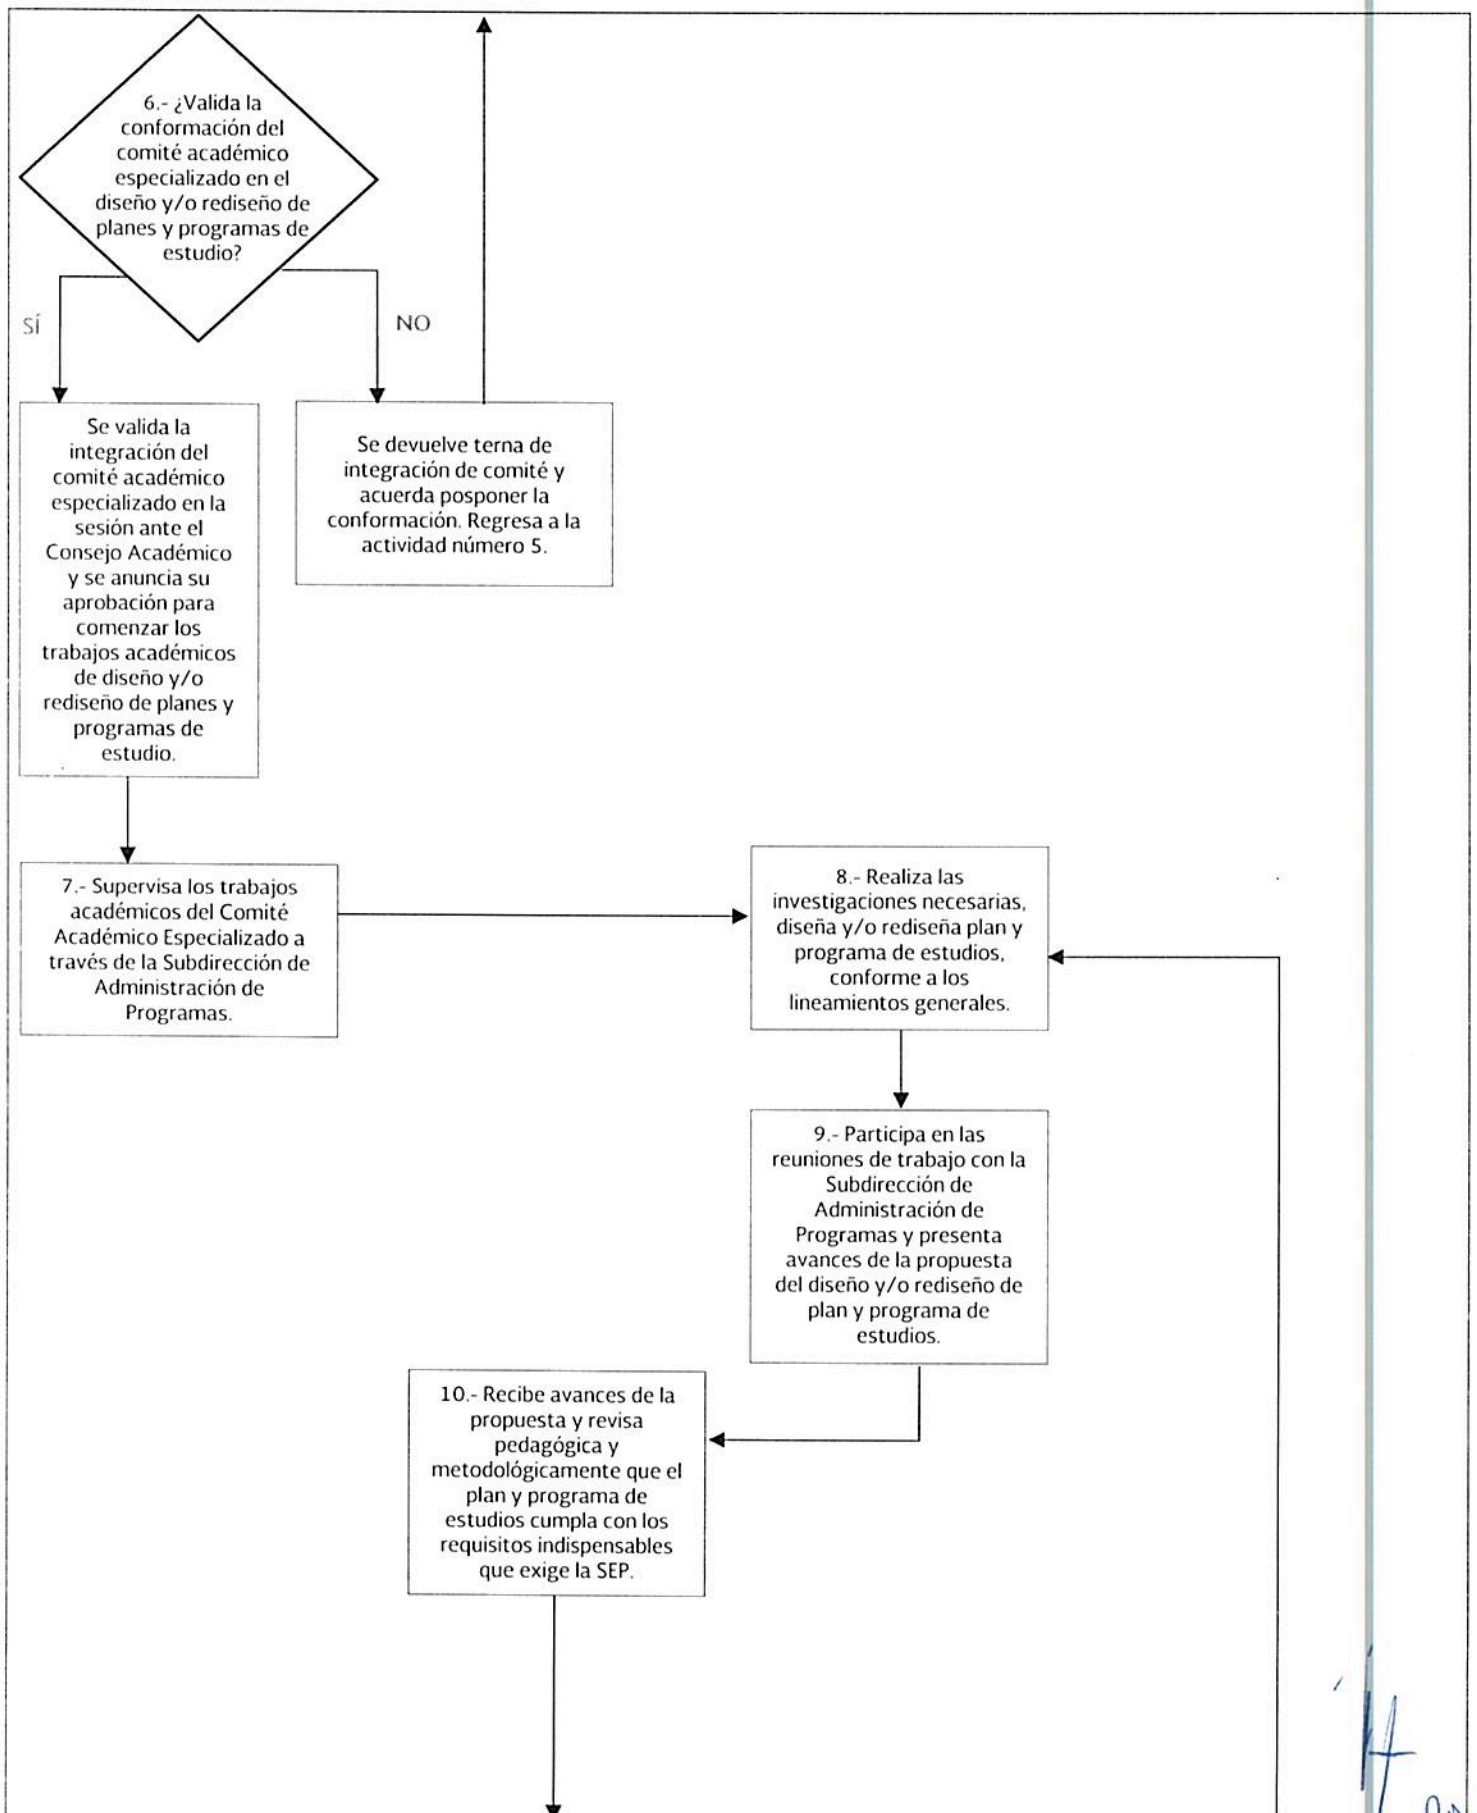 6.- ¿Valida la
conformación del
comité académico
especializado en el
diseño y/o rediseño de
planes y programas de
estudio?
SÍ
NO
Se valida la
integración del
comité académico
especializado en la
sesión ante el
Consejo Académico
y se anuncia su
aprobación para
comenzar los
trabajos académicos
de diseño y/o
rediseño de planes y
programas de
estudio.
Se devuelve terna de
integración de comité y
acuerda posponer la
conformación. Regresa a la
actividad número 5.
7.- Supervisa los trabajos
académicos del Comité
Académico Especializado a
través de la Subdirección de
Administración de
Programas.
8.- Realiza las
investigaciones necesarias,
diseña y/o rediseña plan y
programa de estudios,
conforme a los
lineamientos generales.
9.- Participa en las
reuniones de trabajo con la
Subdirección de
Administración de
Programas y presenta
avances de la propuesta
del diseño y/o rediseño de
plan y programa de
estudios.
10.- Recibe avances de la
propuesta y revisa
pedagógica y
metodológicamente que el
plan y programa de
estudios cumpla con los
requisitos indispensables
que exige la SEP.